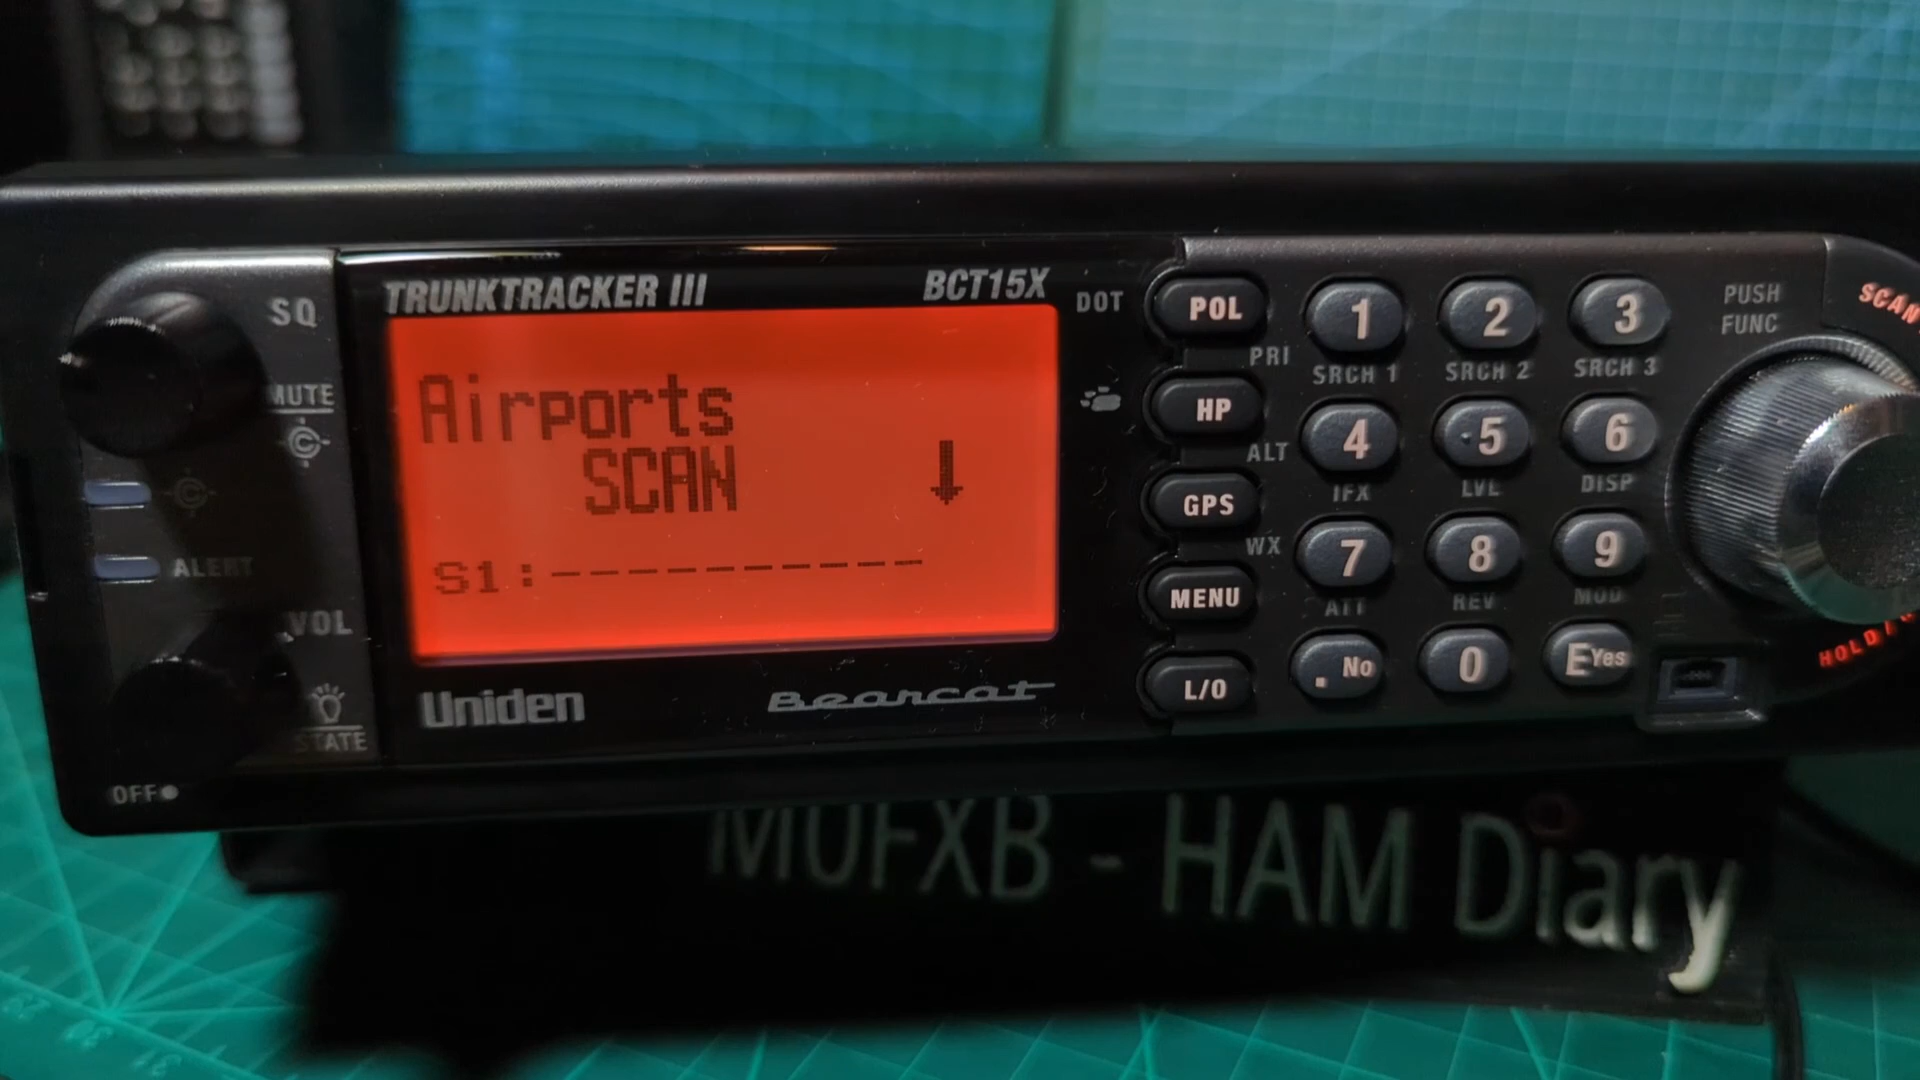 TRUNKTRACKER III
BCT15X
SQ
MUTE
ALERT
VOL
STATE
OFF
Airports
SCAN
S1:-----------
Uniden
Bearcat
DOT
POL
PRI
HP
ALT
GPS
WX
MENU
L/O
1 2 3
SRCH 1 SRCH 2 SRCH 3
4 5 6
IFX LVL DISP
7 8 9
ATT REV MOD
. No 0 E Yes
PUSH
FUNC
SCAN
HOLD/
M0FXB - HAM Diary